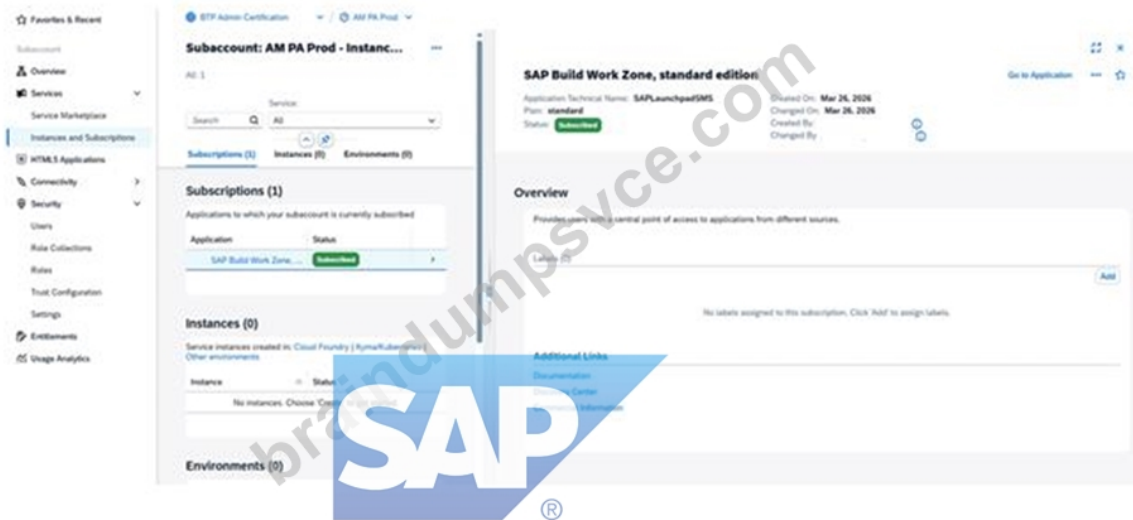 Favorites & Recent
Subaccount
Overview
Services
Service Marketplace
Instances and Subscriptions
HTML5 Applications
Connectivity
Security
Users
Role Collections
Roles
Trust Configuration
Settings
Entitlements
Usage Analytics
BTP Admin Certification / AM PA Prod
Subaccount: AM PA Prod - Instanc...
All: 1
Service:
Search All
Subscriptions (1) Instances (0) Environments (0)
Subscriptions (1)
Applications to which your subaccount is currently subscribed
Application Status
SAP Build Work Zone, ... Subscribed
Instances (0)
Service instances created in: Cloud Foundry | Kyma/Kubernetes |
Other environments
Instance Status
No instances. Choose 'Create'
Environments (0)
SAP Build Work Zone, standard edition
Go to Application
Application Technical Name: SAPLaunchpadSMS
Plan: standard
Status: Subscribed
Created On: Mar 26, 2026
Changed On: Mar 26, 2026
Created By:
Changed By
Overview
Provides users with a central point of access to applications from different sources.
Labels (0)
Add
No labels assigned to this subscription. Click 'Add' to assign labels.
Additional Links
Documentation
Discovery Center
Commercial Information
braindumpsvce.com
SAP
®